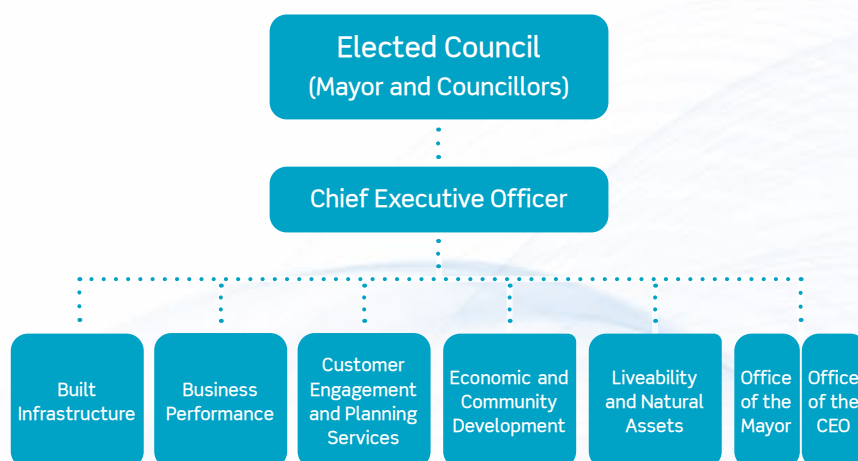 Elected Council
(Mayor and Councillors)
Chief Executive Officer
Built
Infrastructure
Business
Performance
Customer
Engagement
and Planning
Services
Economic and
Community
Development
Liveability
and Natural
Assets
Office
of the
Mayor
Office
of the
CEO